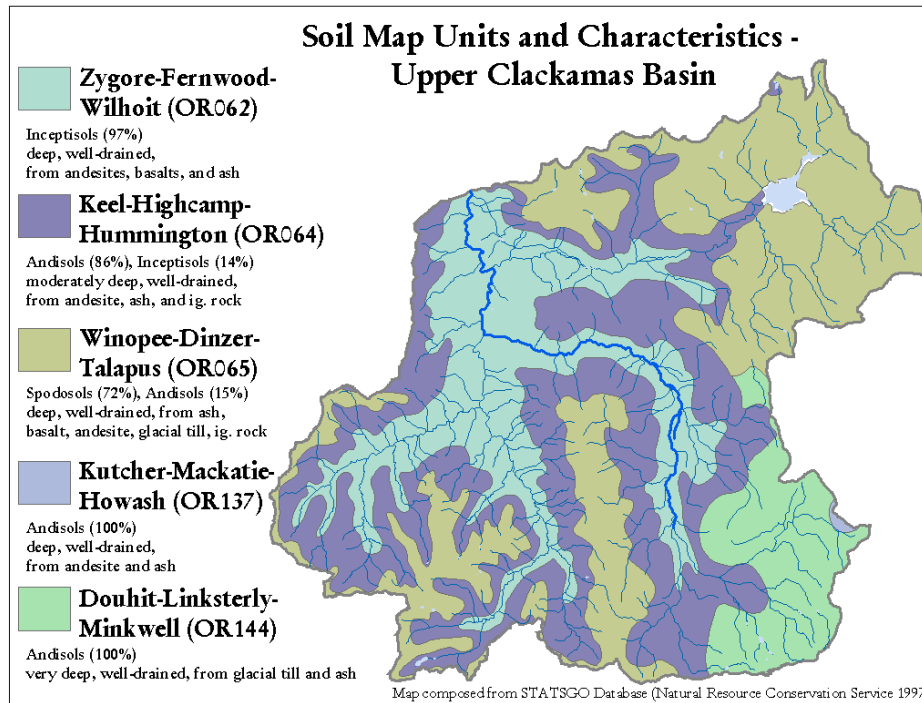 Soil Map Units and Characteristics -
Upper Clackamas Basin
Zygore-Fernwood-
Wilhoit (OR062)
Inceptisols (97%)
deep, well-drained,
from andesites, basalts, and ash
Keel-Highcamp-
Hummington (OR064)
Andisols (86%), Inceptisols (14%)
moderately deep, well-drained,
from andesite, ash, and ig. rock
Winopee-Dinzer-
Talapus (OR065)
Spodosols (72%), Andisols (15%)
deep, well-drained, from ash,
basalt, andesite, glacial till, ig. rock
Kutcher-Mackatie-
Howash (OR137)
Andisols (100%)
deep, well-drained,
from andesite and ash
Douhit-Linksterly-
Minkwell (OR144)
Andisols (100%)
very deep, well-drained, from glacial till and ash
Map composed from STATSGO Database (Natural Resource Conservation Service 1997